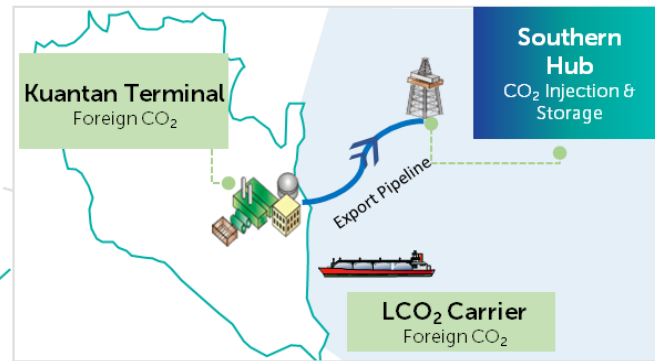 Kuantan Terminal
Foreign CO₂
Southern
Hub
CO₂ Injection &
Storage
Export Pipeline
LCO₂ Carrier
Foreign CO₂